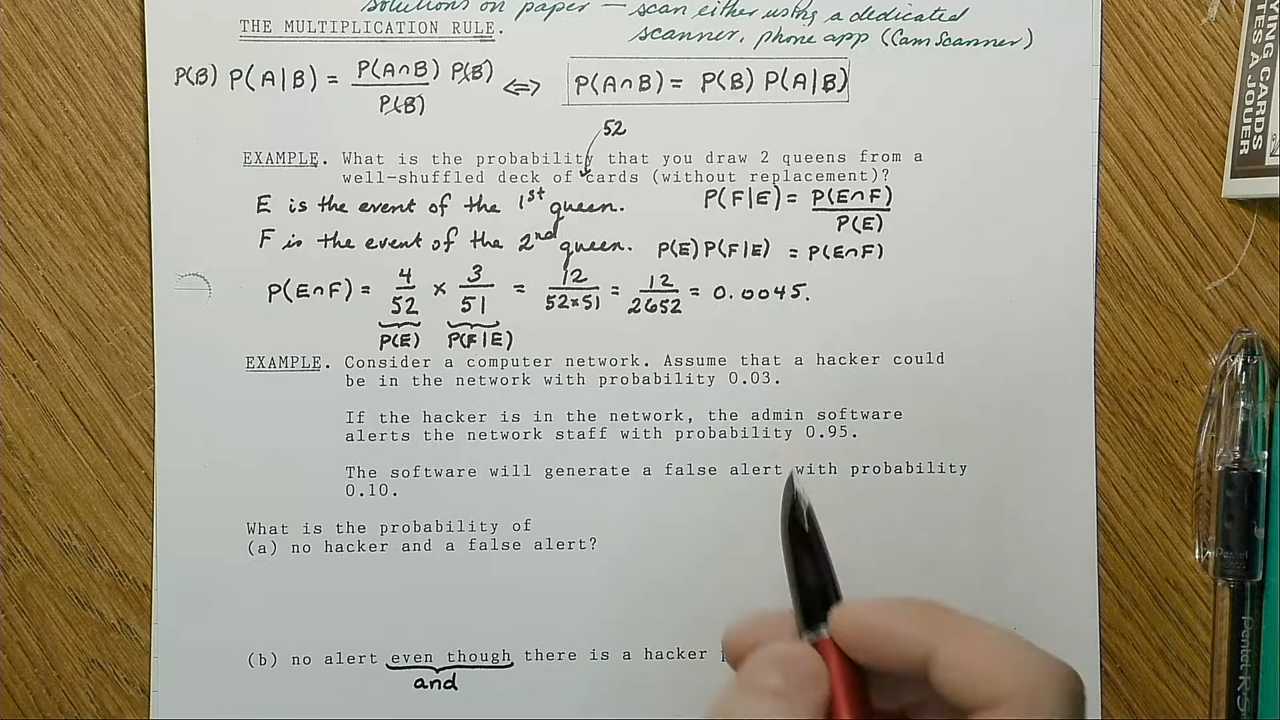 solutions on paper — scan either using a dedicated
scanner, phone app (CamScanner)
THE MULTIPLICATION RULE.
P(B) P(A|B) = P(A∩B) P(B) / P(B) ⇔ P(A∩B) = P(B) P(A|B)
52
EXAMPLE. What is the probability that you draw 2 queens from a
well-shuffled deck of cards (without replacement)?
E is the event of the 1st queen. P(F|E) = P(E∩F) / P(E)
F is the event of the 2nd queen. P(E)P(F|E) = P(E∩F)
P(E∩F) = 4/52 × 3/51 = 12/52×51 = 12/2652 = 0.0045.
P(E) P(F|E)
EXAMPLE. Consider a computer network. Assume that a hacker could
be in the network with probability 0.03.
If the hacker is in the network, the admin software
alerts the network staff with probability 0.95.
The software will generate a false alert with probability
0.10.
What is the probability of
(a) no hacker and a false alert?
(b) no alert even though there is a hacker
and
YING CARDS
TES A JOUER
Pentel
Pentel R.S